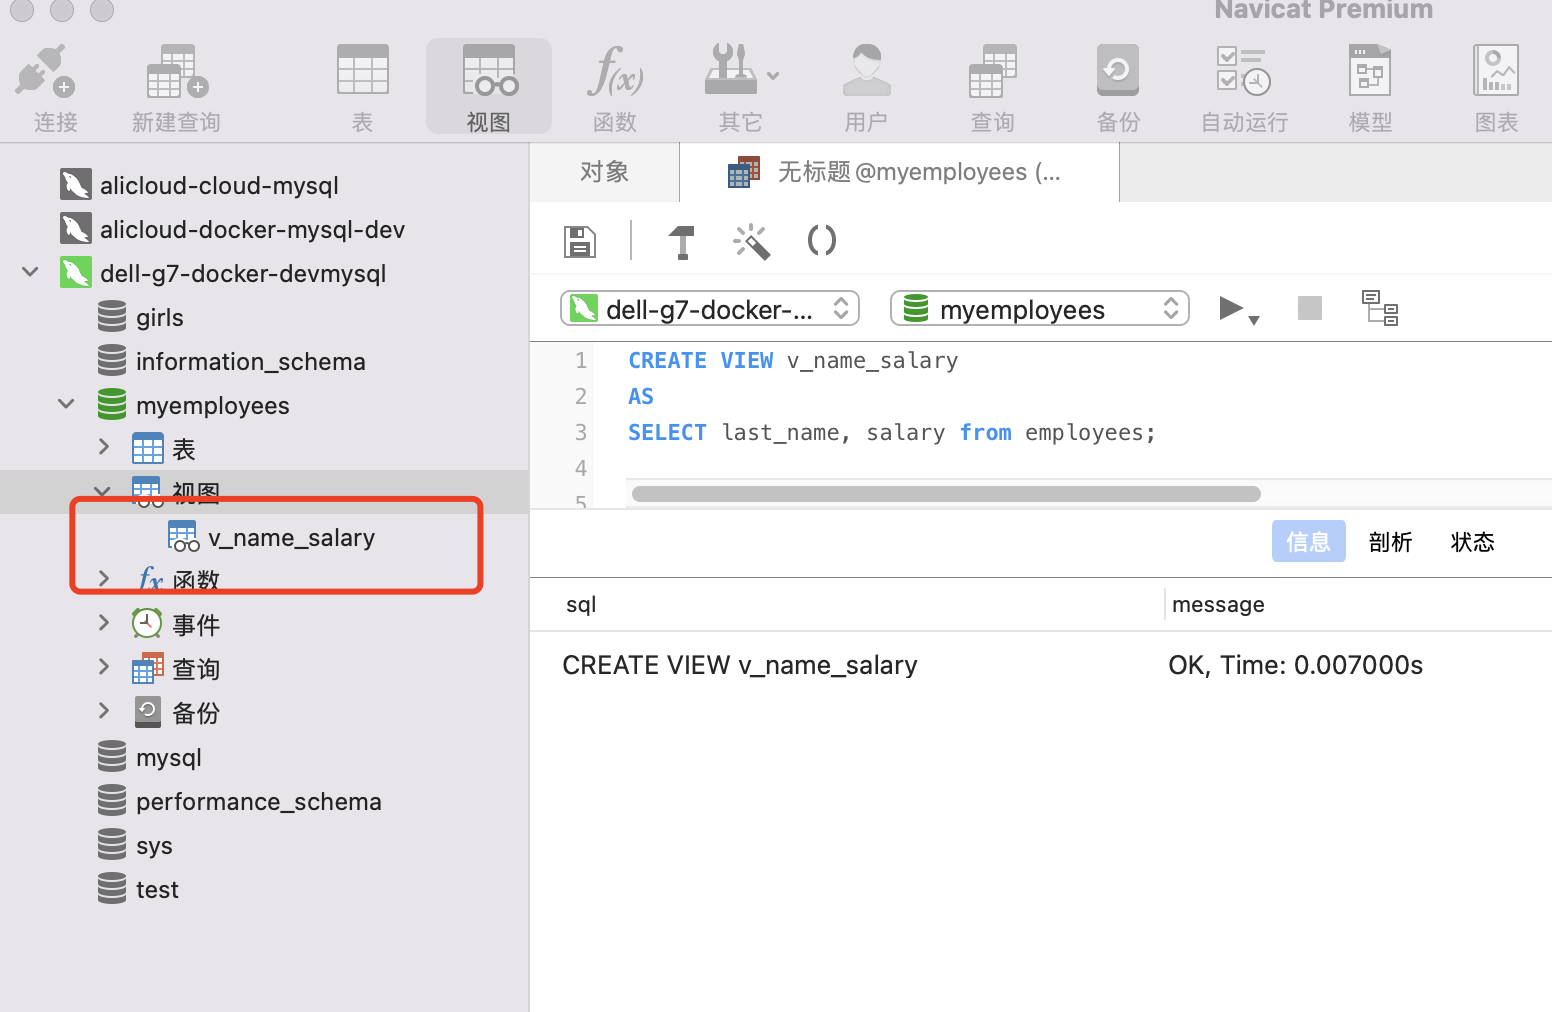 Navicat Premium
连接 新建查询 表 视图 函数 其它 用户 查询 备份 自动运行 模型 图表
alicloud-cloud-mysql
alicloud-docker-mysql-dev
dell-g7-docker-devmysql
girls
information_schema
myemployees
表
视图
v_name_salary
fx 函数
事件
查询
备份
mysql
performance_schema
sys
test
对象 无标题 @myemployees (...
dell-g7-docker-... myemployees
1 CREATE VIEW v_name_salary
2 AS
3 SELECT last_name, salary from employees;
4
5
信息 剖析 状态
sql message
CREATE VIEW v_name_salary OK, Time: 0.007000s